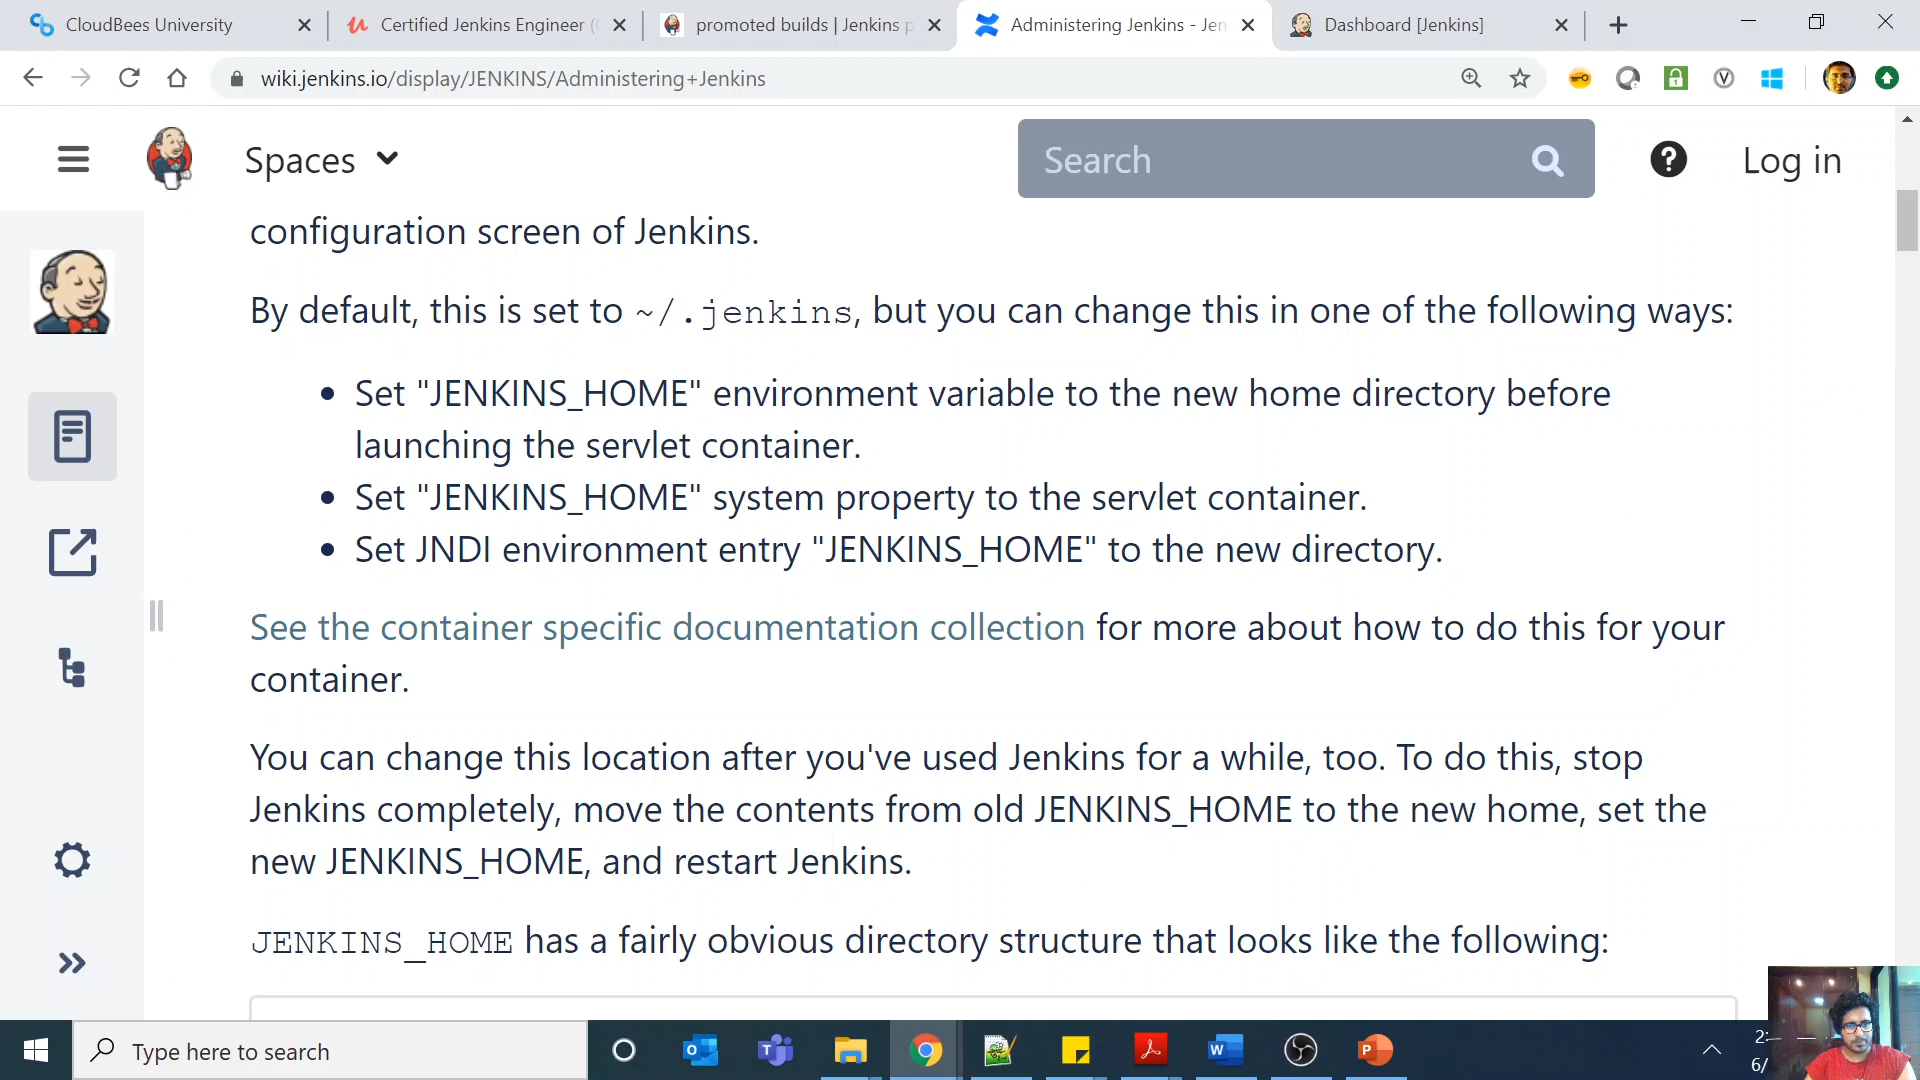 CloudBees University
Certified Jenkins Engineer (
promoted builds | Jenkins p
Administering Jenkins - Jen
Dashboard [Jenkins]
wiki.jenkins.io/display/JENKINS/Administering+Jenkins
Spaces
Search
Log in
configuration screen of Jenkins.
By default, this is set to ~/.jenkins, but you can change this in one of the following ways:
• Set "JENKINS_HOME" environment variable to the new home directory before
launching the servlet container.
• Set "JENKINS_HOME" system property to the servlet container.
• Set JNDI environment entry "JENKINS_HOME" to the new directory.
See the container specific documentation collection for more about how to do this for your
container.
You can change this location after you've used Jenkins for a while, too. To do this, stop
Jenkins completely, move the contents from old JENKINS_HOME to the new home, set the
new JENKINS_HOME, and restart Jenkins.
JENKINS_HOME has a fairly obvious directory structure that looks like the following:
Type here to search
2:
6/